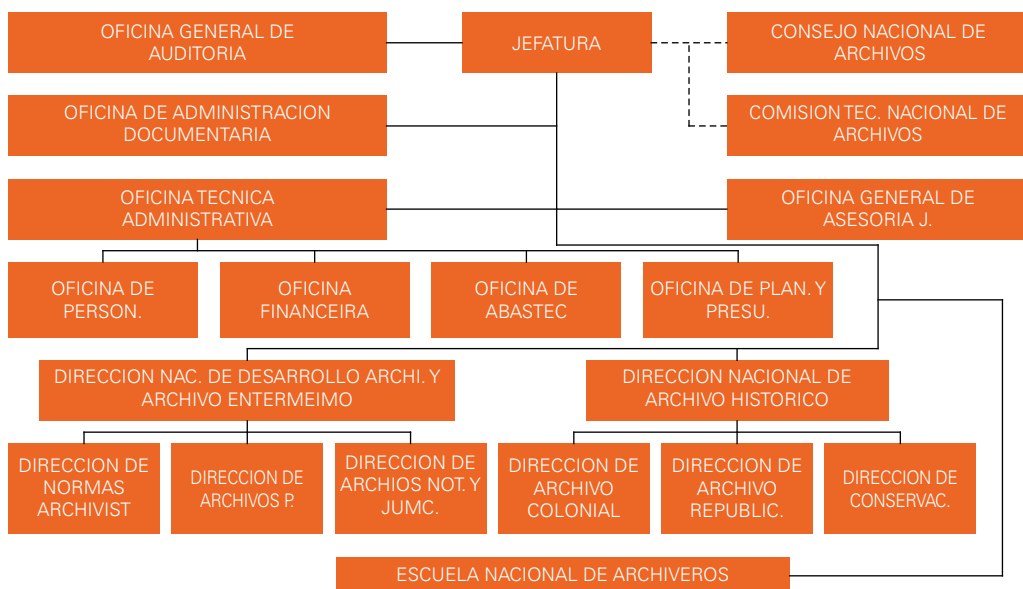 OFICINA GENERAL DE
AUDITORIA
JEFATURA
CONSEJO NACIONAL DE
ARCHIVOS
OFICINA DE ADMINISTRACION
DOCUMENTARIA
COMISION TEC. NACIONAL DE
ARCHIVOS
OFICINA TECNICA
ADMINISTRATIVA
OFICINA GENERAL DE
ASESORIA J.
OFICINA DE
PERSON.
OFICINA
FINANCEIRA
OFICINA DE
ABASTEC
OFICINA DE PLAN. Y
PRESU.
DIRECCION NAC. DE DESARROLLO ARCHI. Y
ARCHIVO ENTERMEIMO
DIRECCION NACIONAL DE
ARCHIVO HISTORICO
DIRECCION DE
NORMAS
ARCHIVIST
DIRECCION DE
ARCHIVOS P.
DIRECCION DE
ARCHIOS NOT. Y
JUMC.
DIRECCION DE
ARCHIVO
COLONIAL
DIRECCION DE
ARCHIVO
REPUBLIC.
DIRECCION
DE CONSERVAC.
ESCUELA NACIONAL DE ARCHIVEROS